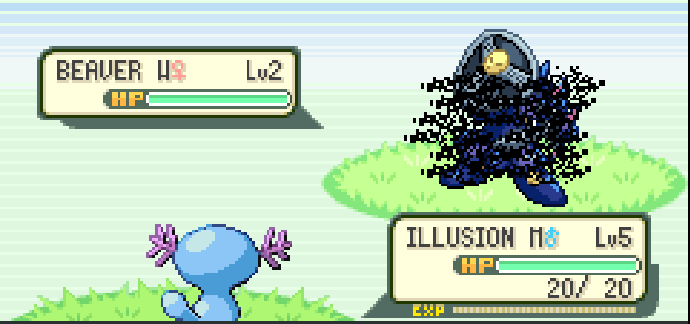 BEAVER W♀ Lv2
HP
ILLUSION M♂ Lv5
HP
20/ 20
EXP